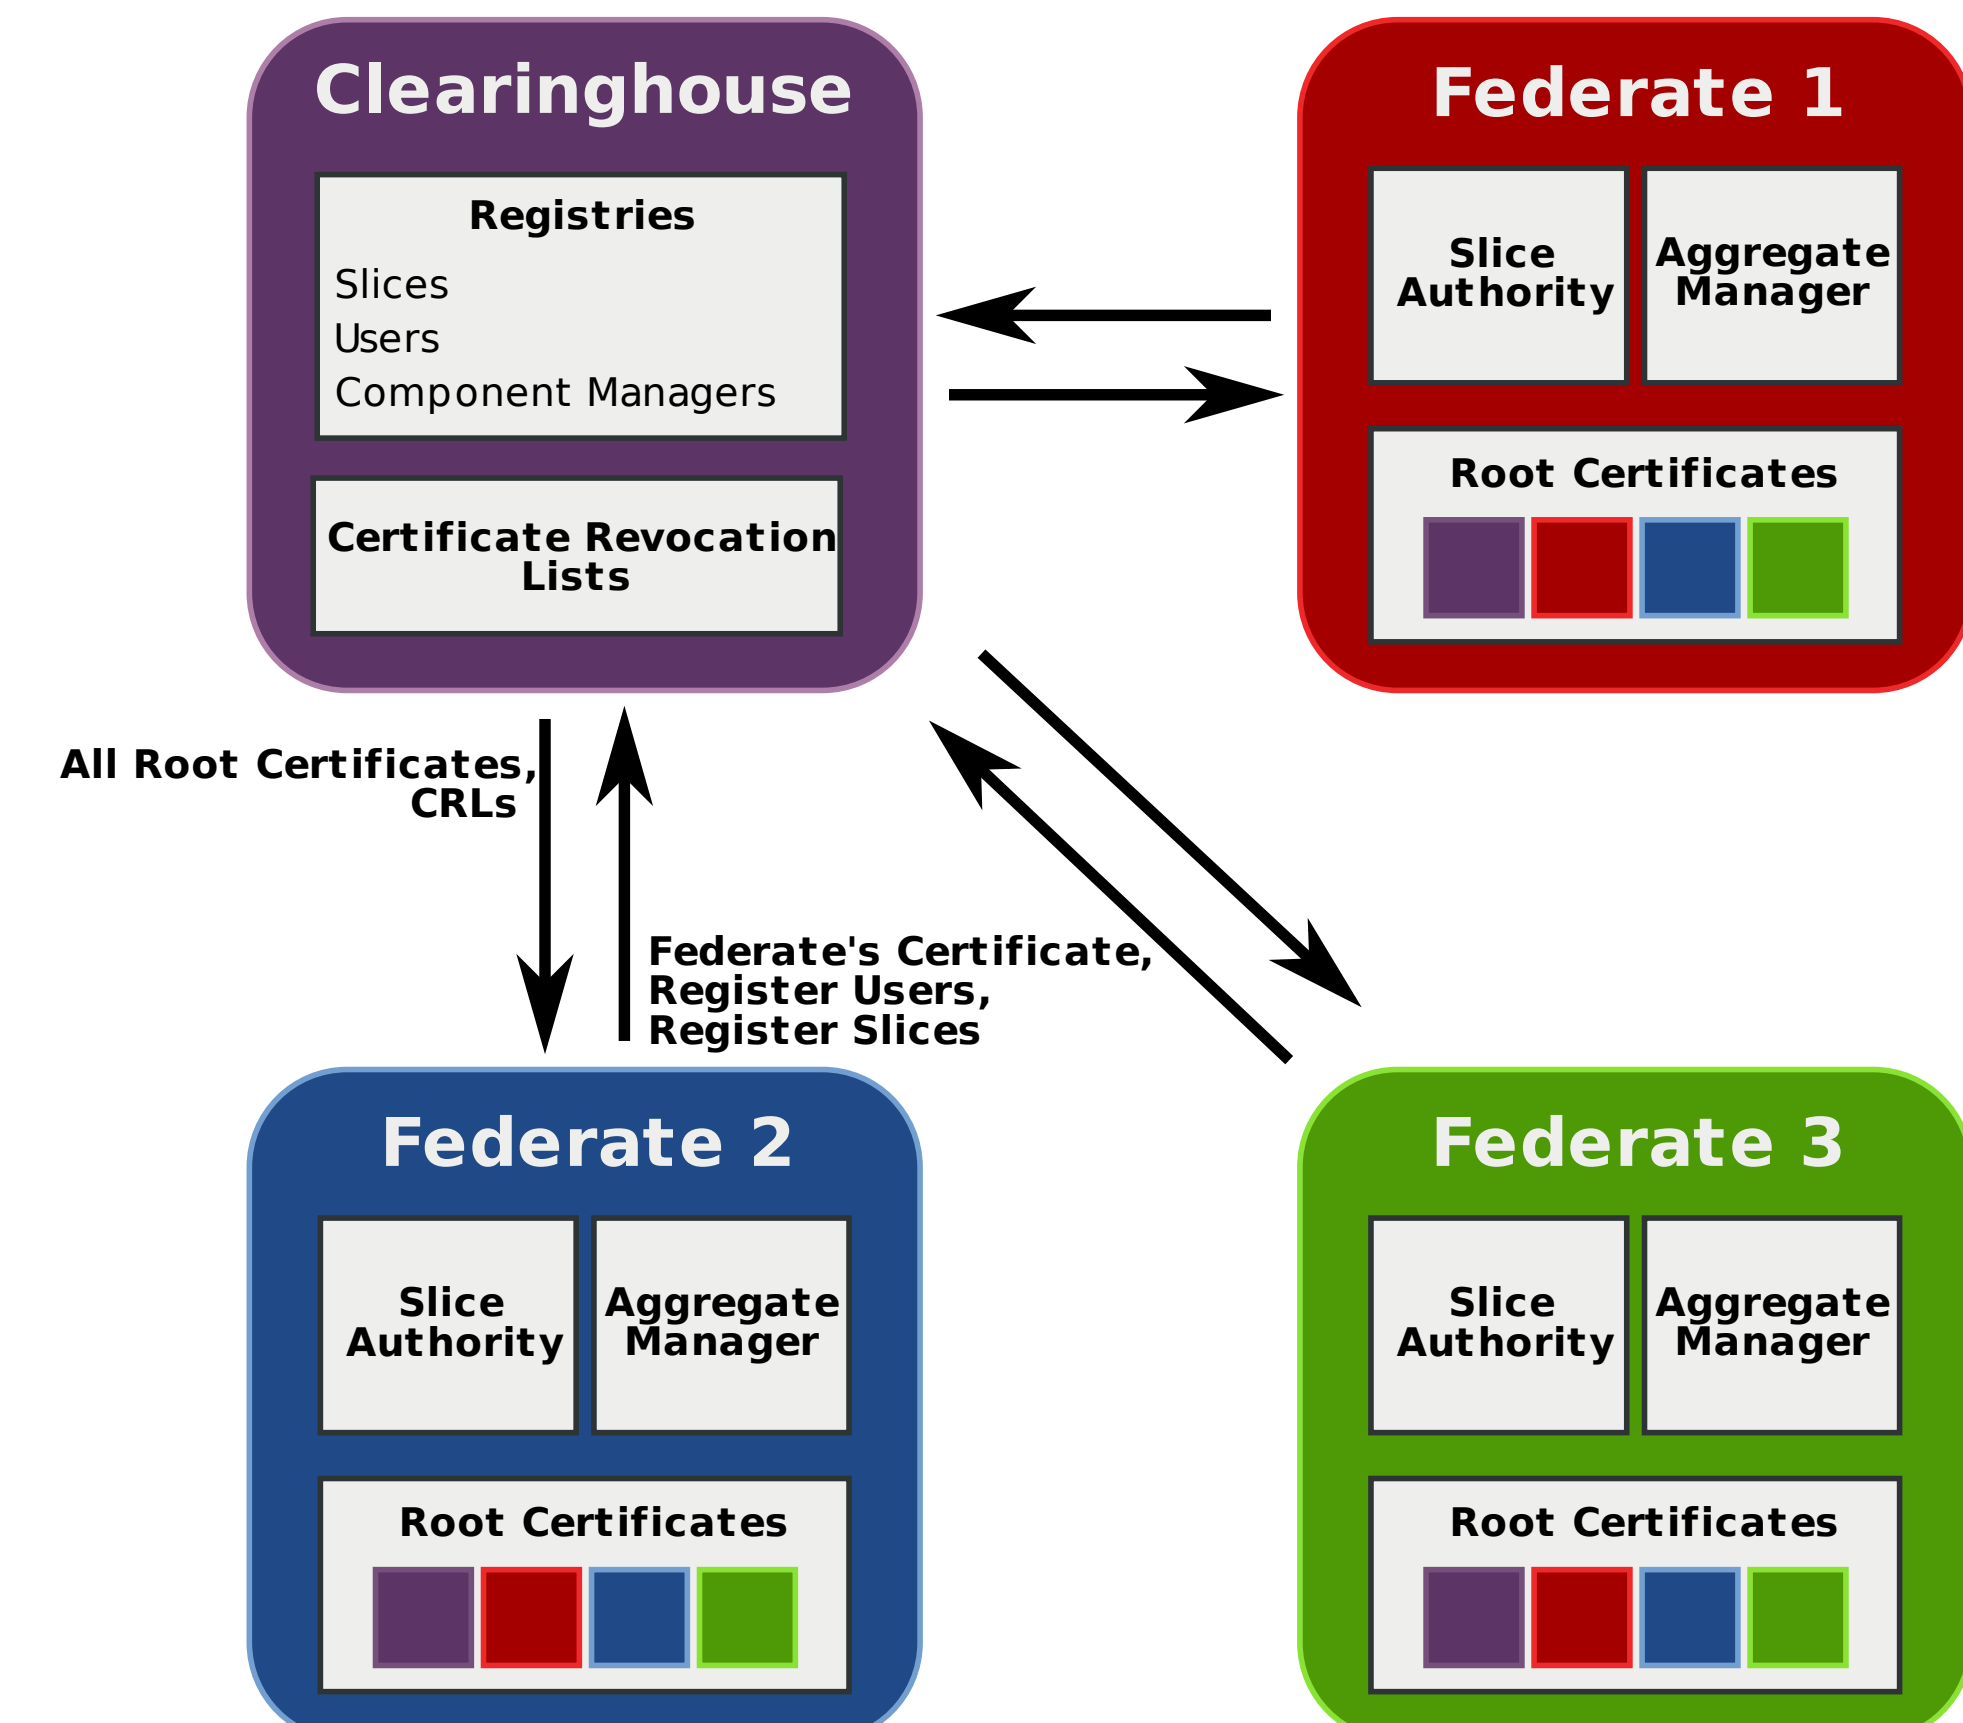 Clearinghouse
Registries
Slices
Users
Component Managers
Certificate Revocation
Lists
Federate 1
Slice
Authority
Aggregate
Manager
Root Certificates
All Root Certificates,
CRLs
Federate's Certificate,
Register Users,
Register Slices
Federate 2
Slice
Authority
Aggregate
Manager
Root Certificates
Federate 3
Slice
Authority
Aggregate
Manager
Root Certificates